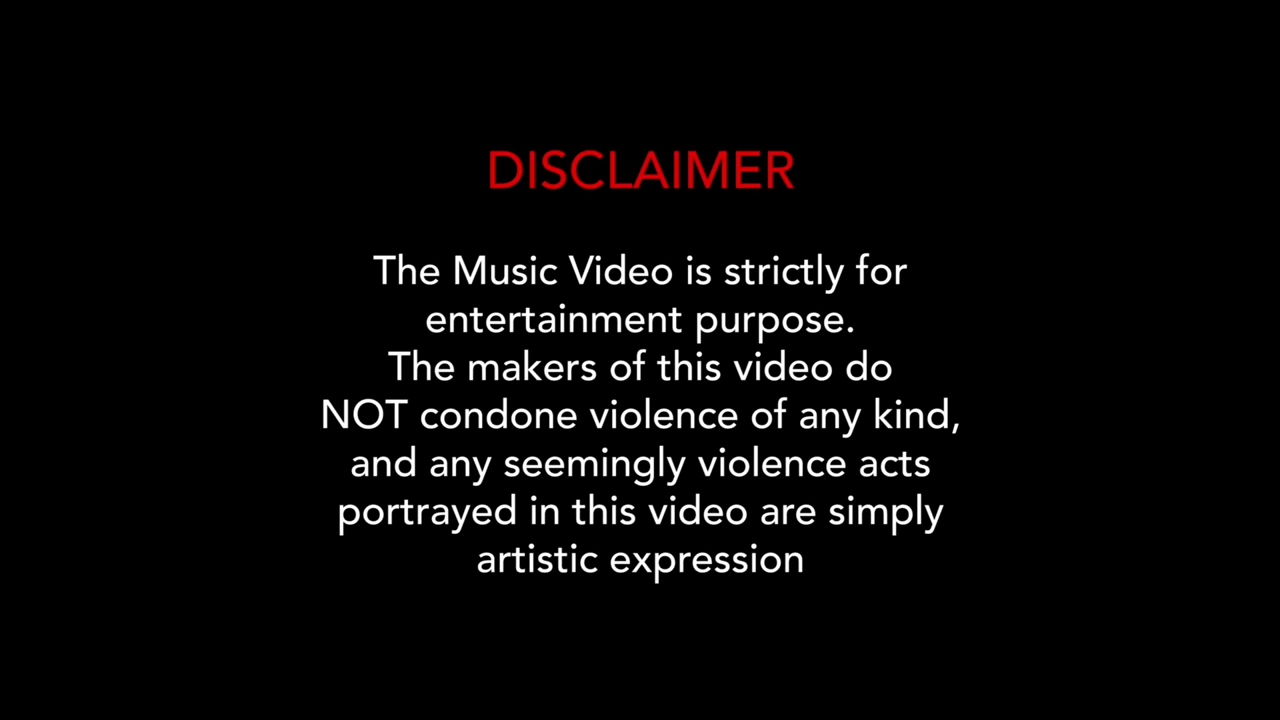 DISCLAIMER
The Music Video is strictly for
entertainment purpose.
The makers of this video do
NOT condone violence of any kind,
and any seemingly violence acts
portrayed in this video are simply
artistic expression